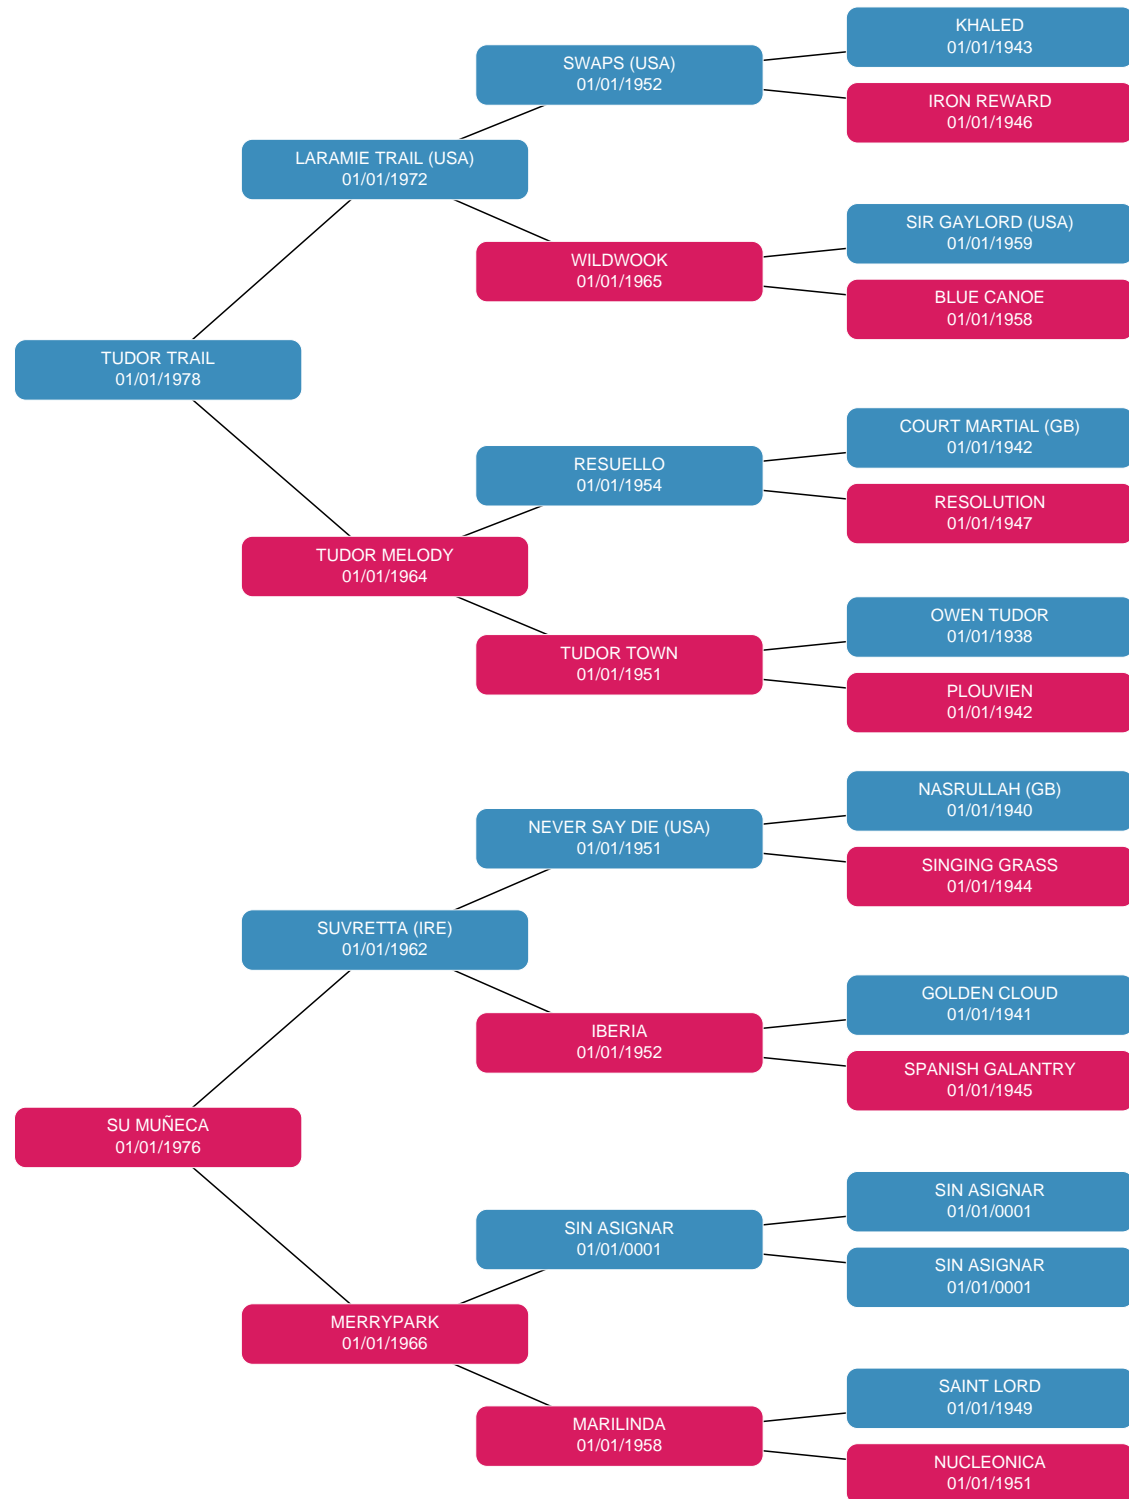 KHALED
01/01/1943
SWAPS (USA)
01/01/1952
IRON REWARD
01/01/1946
LARAMIE TRAIL (USA)
01/01/1972
SIR GAYLORD (USA)
01/01/1959
WILDWOOK
01/01/1965
BLUE CANOE
01/01/1958
TUDOR TRAIL
01/01/1978
COURT MARTIAL (GB)
01/01/1942
RESUELLO
01/01/1954
RESOLUTION
01/01/1947
TUDOR MELODY
01/01/1964
OWEN TUDOR
01/01/1938
TUDOR TOWN
01/01/1951
PLOUVIEN
01/01/1942
NASRULLAH (GB)
01/01/1940
NEVER SAY DIE (USA)
01/01/1951
SINGING GRASS
01/01/1944
SUVRETTA (IRE)
01/01/1962
GOLDEN CLOUD
01/01/1941
IBERIA
01/01/1952
SPANISH GALANTRY
01/01/1945
SU MUÑECA
01/01/1976
SIN ASIGNAR
01/01/0001
SIN ASIGNAR
01/01/0001
SIN ASIGNAR
01/01/0001
MERRYPARK
01/01/1966
SAINT LORD
01/01/1949
MARILINDA
01/01/1958
NUCLEONICA
01/01/1951